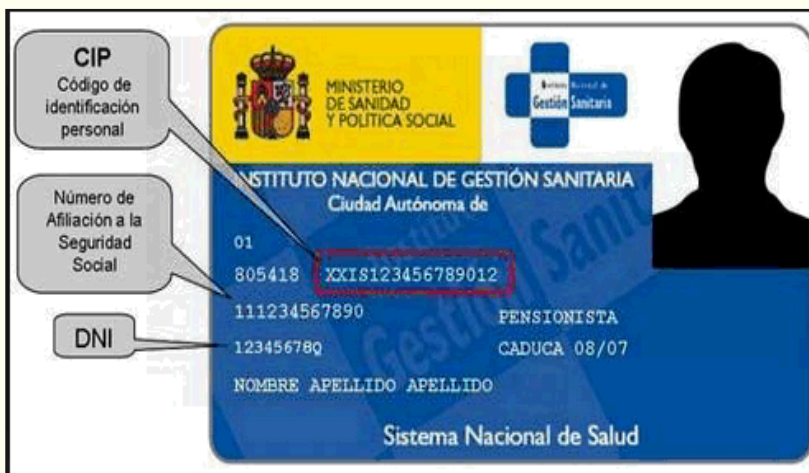 CIP
Código de
identificación
personal
Número de
Afiliación a la
Seguridad
Social
DNI
MINISTERIO
DE SANIDAD
Y POLÍTICA SOCIAL
Gestión Sanitaria
INSTITUTO NACIONAL DE GESTIÓN SANITARIA
Ciudad Autónoma de
01
805418 XXIS123456789012
111234567890
PENSIONISTA
12345678Q
CADUCA 08/07
NOMBRE APELLIDO APELLIDO
Sistema Nacional de Salud